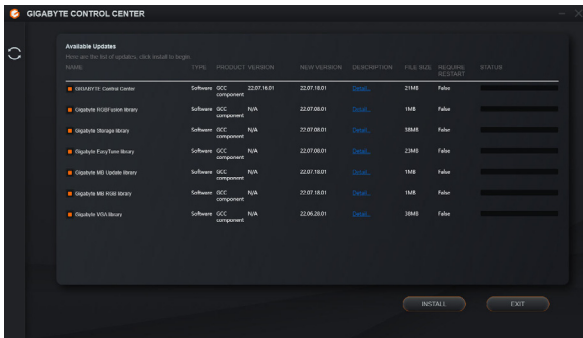 GIGABYTE CONTROL CENTER
Available Updates
Here are the list of updates, click install to begin.
NAME TYPE PRODUCT VERSION NEW VERSION DESCRIPTION FILE SIZE REQUIRE RESTART STATUS
GIGABYTE Control Center Software GCC component 22.07.16.01 22.07.18.01 Detail... 21MB False
Gigabyte RGBFusion library Software GCC component N/A 22.07.08.01 Detail... 1MB False
Gigabyte Storage library Software GCC component N/A 22.07.08.01 Detail... 38MB False
Gigabyte EasyTune library Software GCC component N/A 22.07.08.01 Detail... 23MB False
Gigabyte MB Update library Software GCC component N/A 22.07.18.01 Detail... 1MB False
Gigabyte MB RGB library Software GCC component N/A 22.07.18.01 Detail... 1MB False
Gigabyte VGA library Software GCC component N/A 22.06.28.01 Detail... 30MB False
INSTALL EXIT